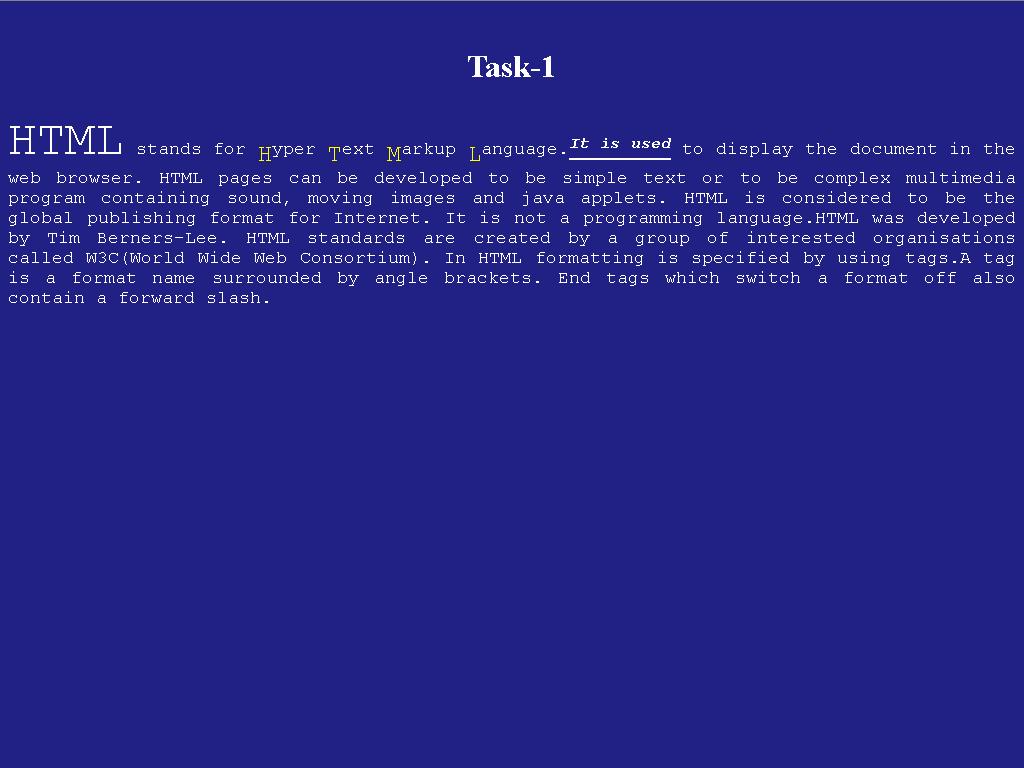 Task-1
HTML stands for Hyper Text Markup Language.It is used to display the document in the
web browser. HTML pages can be developed to be simple text or to be complex multimedia
program containing sound, moving images and java applets. HTML is considered to be the
global publishing format for Internet. It is not a programming language.HTML was developed
by Tim Berners-Lee. HTML standards are created by a group of interested organisations
called W3C(World Wide Web Consortium). In HTML formatting is specified by using tags.A tag
is a format name surrounded by angle brackets. End tags which switch a format off also
contain a forward slash.